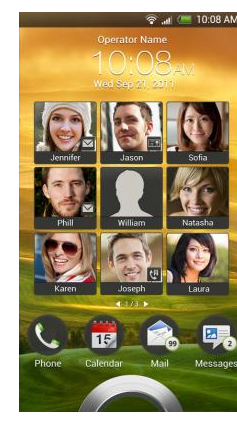 10:08 AM
Operator Name
10:08AM
Wed Sep 21, 2011
Jennifer Jason Sofia
Phill William Natasha
Karen Joseph Laura
1 / 3
15
99
2
Phone Calendar Mail Messages